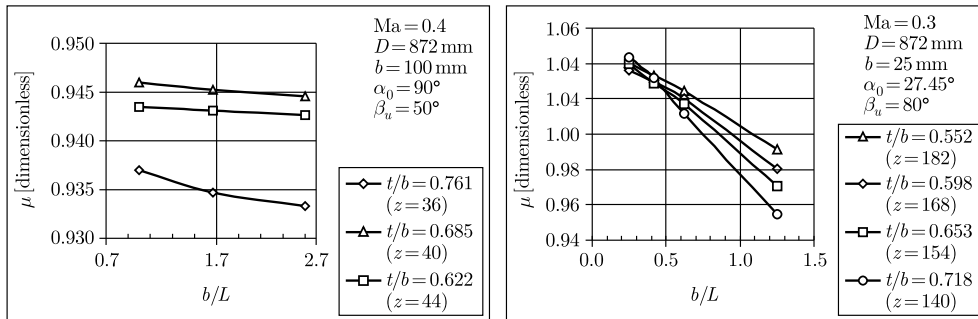 0.950
0.945
0.940
0.935
0.930
0.7
1.7
2.7
μ [dimensionless]
b/L
Ma = 0.4
D = 872 mm
b = 100 mm
α₀ = 90°
βᵤ = 50°
t/b = 0.761
(z = 36)
t/b = 0.685
(z = 40)
t/b = 0.622
(z = 44)
1.06
1.04
1.04
1.00
0.98
0.96
0.94
0.0
0.5
1.0
1.5
μ [dimensionless]
b/L
Ma = 0.3
D = 872 mm
b = 25 mm
α₀ = 27.45°
βᵤ = 80°
t/b = 0.552
(z = 182)
t/b = 0.598
(z = 168)
t/b = 0.653
(z = 154)
t/b = 0.718
(z = 140)